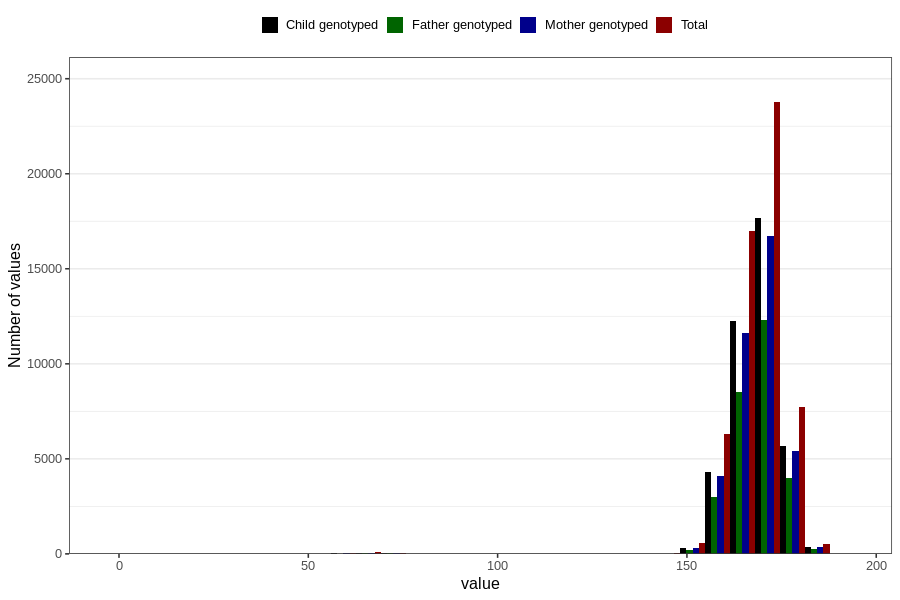 Child genotyped Father genotyped Mother genotyped Total
25000
20000
15000
10000
5000
0
Number of values
0 50 100 150 200
value